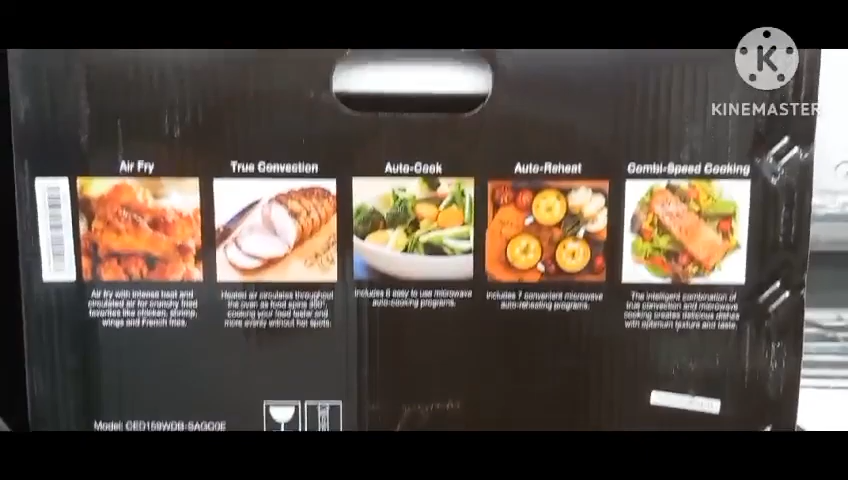 K
KINEMASTER
Air Fry
True Convection
Auto-Cook
Auto-Reheat
Combi-Speed Cooking
Air fry with intense heat and
circulated air for crunchy fried
favorites like chicken, shrimp,
wings and French fries.
Heated air circulates throughout
the oven as food spins 360°
cooking your food faster and
more evenly without hot spots.
Includes 6 easy to use microwave
auto-cooking programs.
Includes 7 convenient microwave
auto-reheating programs.
The intelligent combination of
true convection and microwave
cooking creates delicious dishes
with optimum texture and taste.
Model: